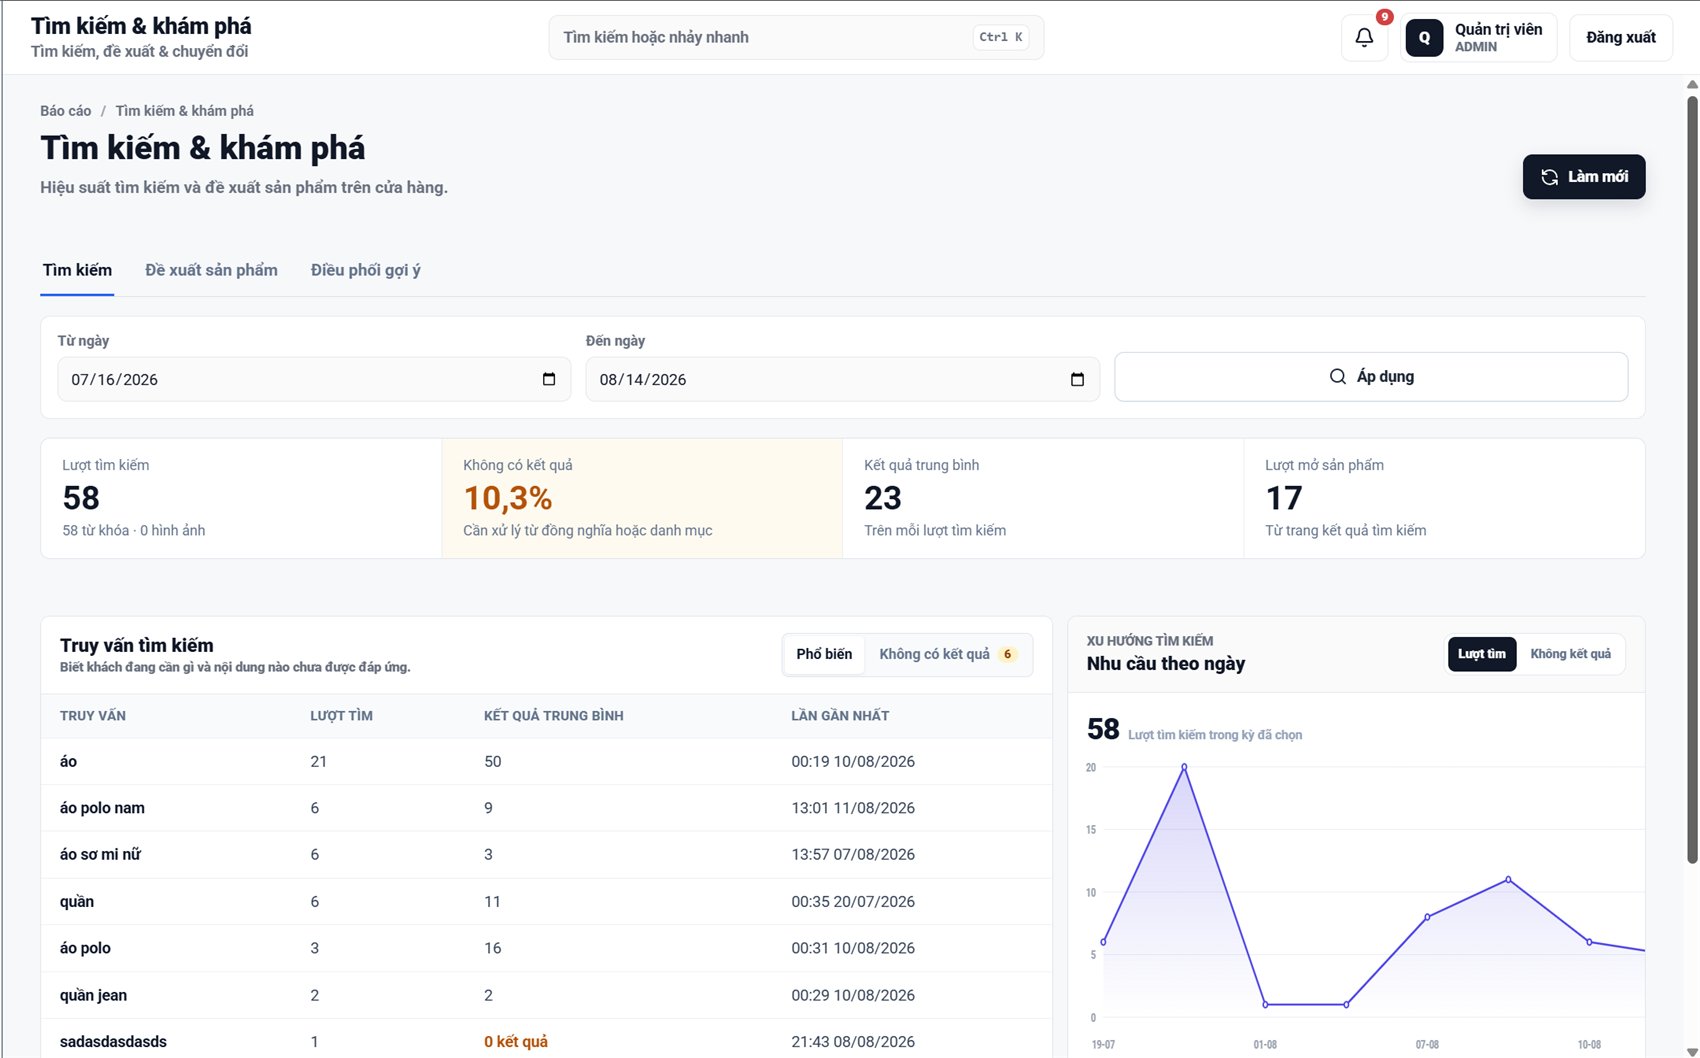 Tìm kiếm & khám phá
Tìm kiếm, đề xuất & chuyển đổi
Tìm kiếm hoặc nhảy nhanh
Ctrl K
9
Q
Quản trị viên
ADMIN
Đăng xuất
Báo cáo / Tìm kiếm & khám phá
Tìm kiếm & khám phá
Hiệu suất tìm kiếm và đề xuất sản phẩm trên cửa hàng.
Làm mới
Tìm kiếm
Đề xuất sản phẩm
Điều phối gợi ý
Từ ngày
07/16/2026
Đến ngày
08/14/2026
Áp dụng
Lượt tìm kiếm
58
58 từ khóa · 0 hình ảnh
Không có kết quả
10,3%
Cần xử lý từ đồng nghĩa hoặc danh mục
Kết quả trung bình
23
Trên mỗi lượt tìm kiếm
Lượt mở sản phẩm
17
Từ trang kết quả tìm kiếm
Truy vấn tìm kiếm
Biết khách đang cần gì và nội dung nào chưa được đáp ứng.
Phổ biến
Không có kết quả 6
TRUY VẤN LƯỢT TÌM KẾT QUẢ TRUNG BÌNH LẦN GẦN NHẤT
áo 21 50 00:19 10/08/2026
áo polo nam 6 9 13:01 11/08/2026
áo sơ mi nữ 6 3 13:57 07/08/2026
quần 6 11 00:35 20/07/2026
áo polo 3 16 00:31 10/08/2026
quần jean 2 2 00:29 10/08/2026
sadasdasdasds 1 0 kết quả 21:43 08/08/2026
XU HƯỚNG TÌM KIẾM
Nhu cầu theo ngày
Lượt tìm
Không kết quả
58 Lượt tìm kiếm trong kỳ đã chọn
20
15
10
5
0
19-07 01-08 07-08 10-08